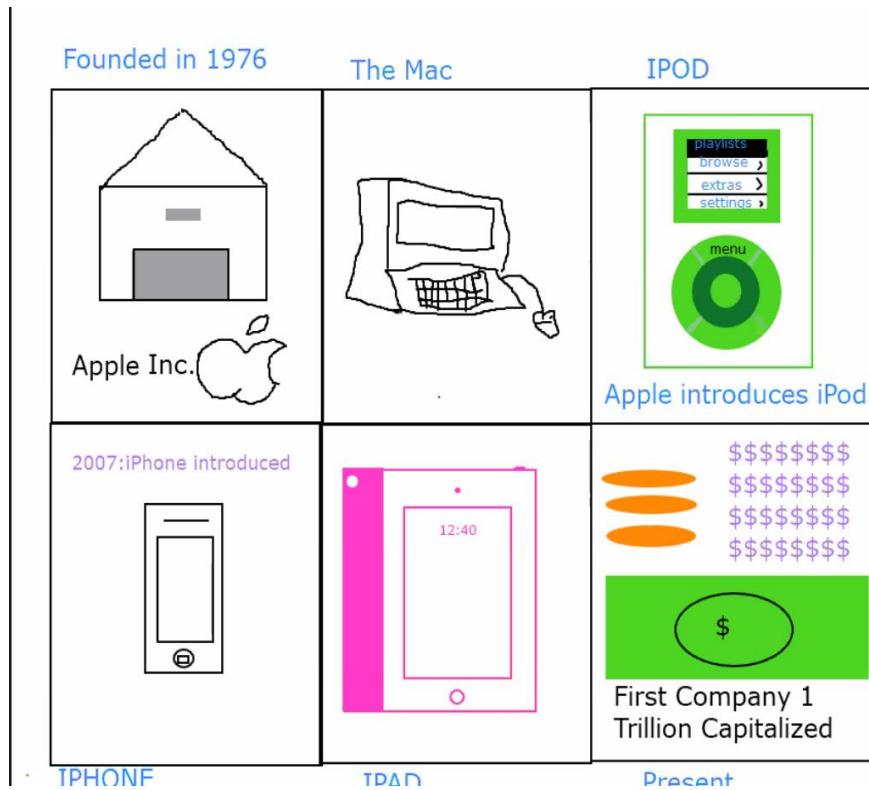 Founded in 1976
The Mac
IPOD
Apple Inc.
playlists
browse
extras
settings
menu
Apple introduces iPod
2007:iPhone introduced
12:40
$$$$$$$$
$$$$$$$$
$$$$$$$$
$$$$$$$$
$
First Company 1
Trillion Capitalized
IPHONE
IPAD
Present